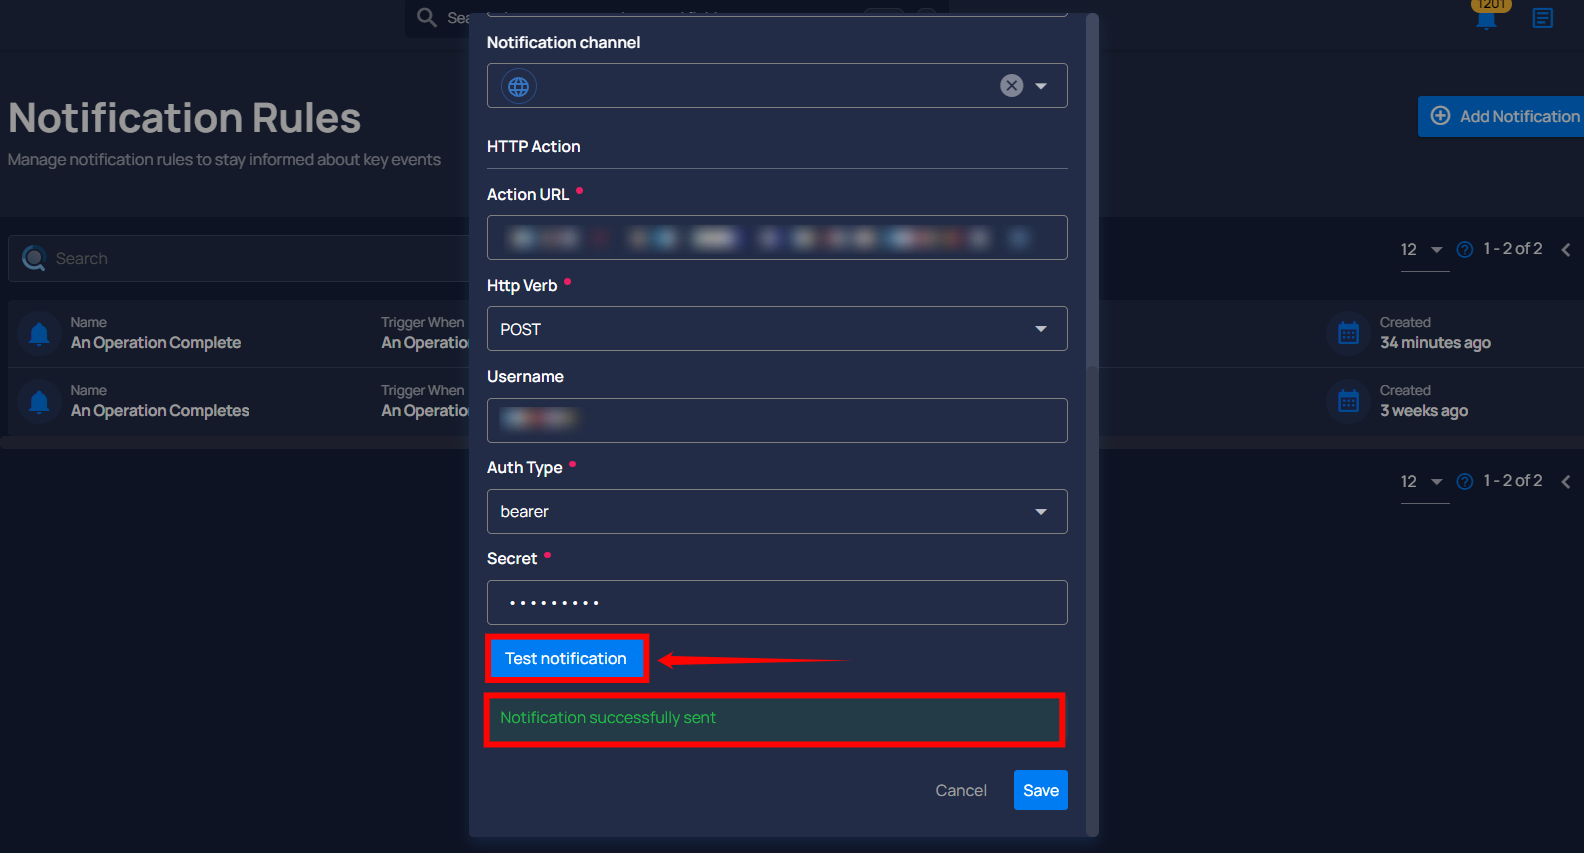 Sea
1201
Notification channel
Notification Rules
Manage notification rules to stay informed about key events
Add Notification
HTTP Action
Action URL
Search
12
1 - 2 of 2
Http Verb
POST
Name
An Operation Complete
Trigger When
An Operatio
Created
34 minutes ago
Username
Name
An Operation Completes
Trigger When
An Operatio
Created
3 weeks ago
Auth Type
bearer
12
1 - 2 of 2
Secret
Test notification
Notification successfully sent
Cancel
Save